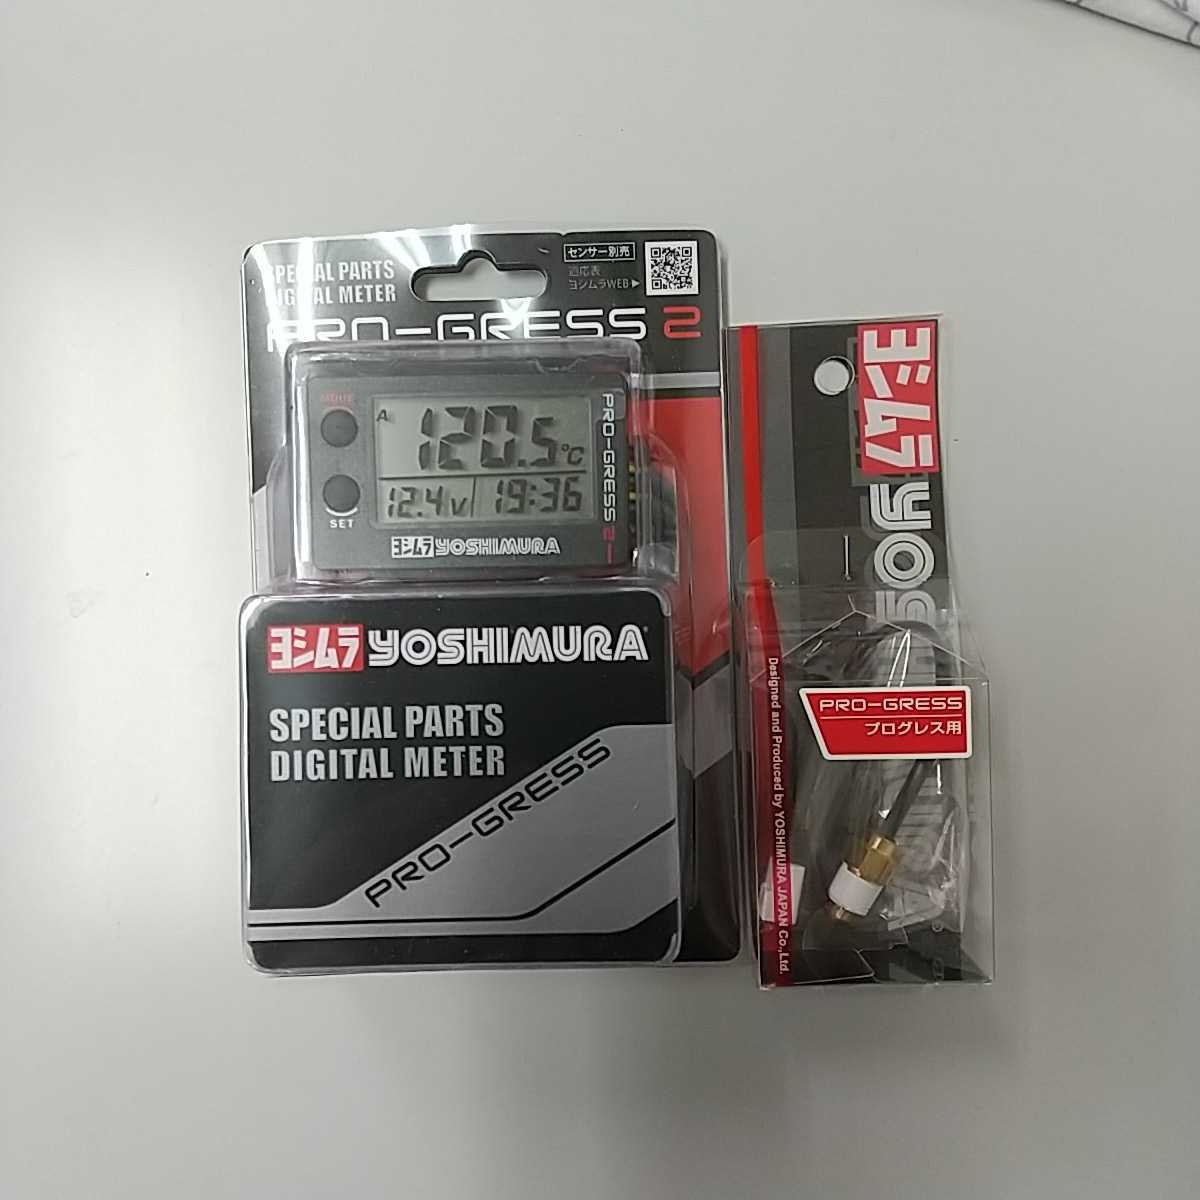 SPECIAL PARTS
DIGITAL METER
センサー別売
適応表
ヨシムラWEB▶
PRO-GRESS 2
MODE
SET
A 120.5℃
12.4V 19:36
PRO-GRESS 2
ヨシムラ YOSHIMURA
ヨシムラ YOSHIMURA
SPECIAL PARTS
DIGITAL METER
PRO-GRESS
ヨシムラ
PRO-GRESS
プログレス用
Designed and Produced by YOSHIMURA JAPAN Co.,Ltd.